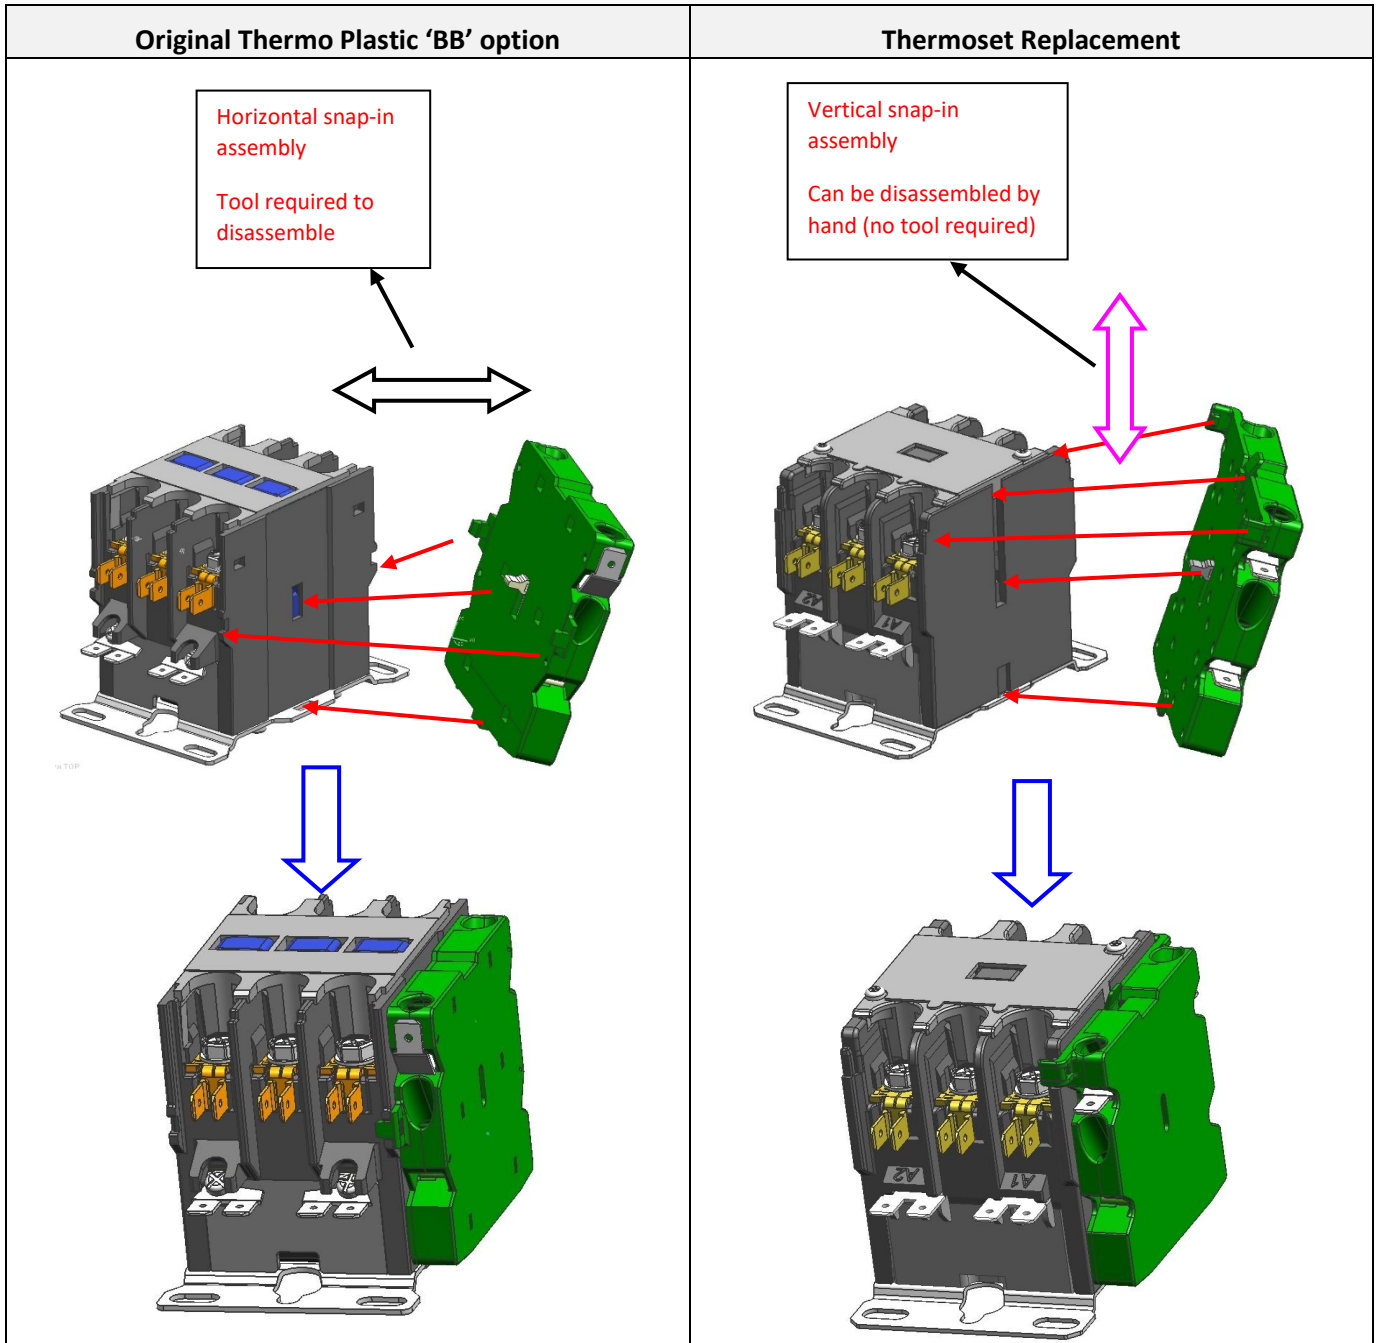 Original Thermo Plastic ‘BB’ option
Thermoset Replacement
Horizontal snap-in
assembly
Tool required to
disassemble
Vertical snap-in
assembly
Can be disassembled by
hand (no tool required)
A2
A1
TOP
A2
A1